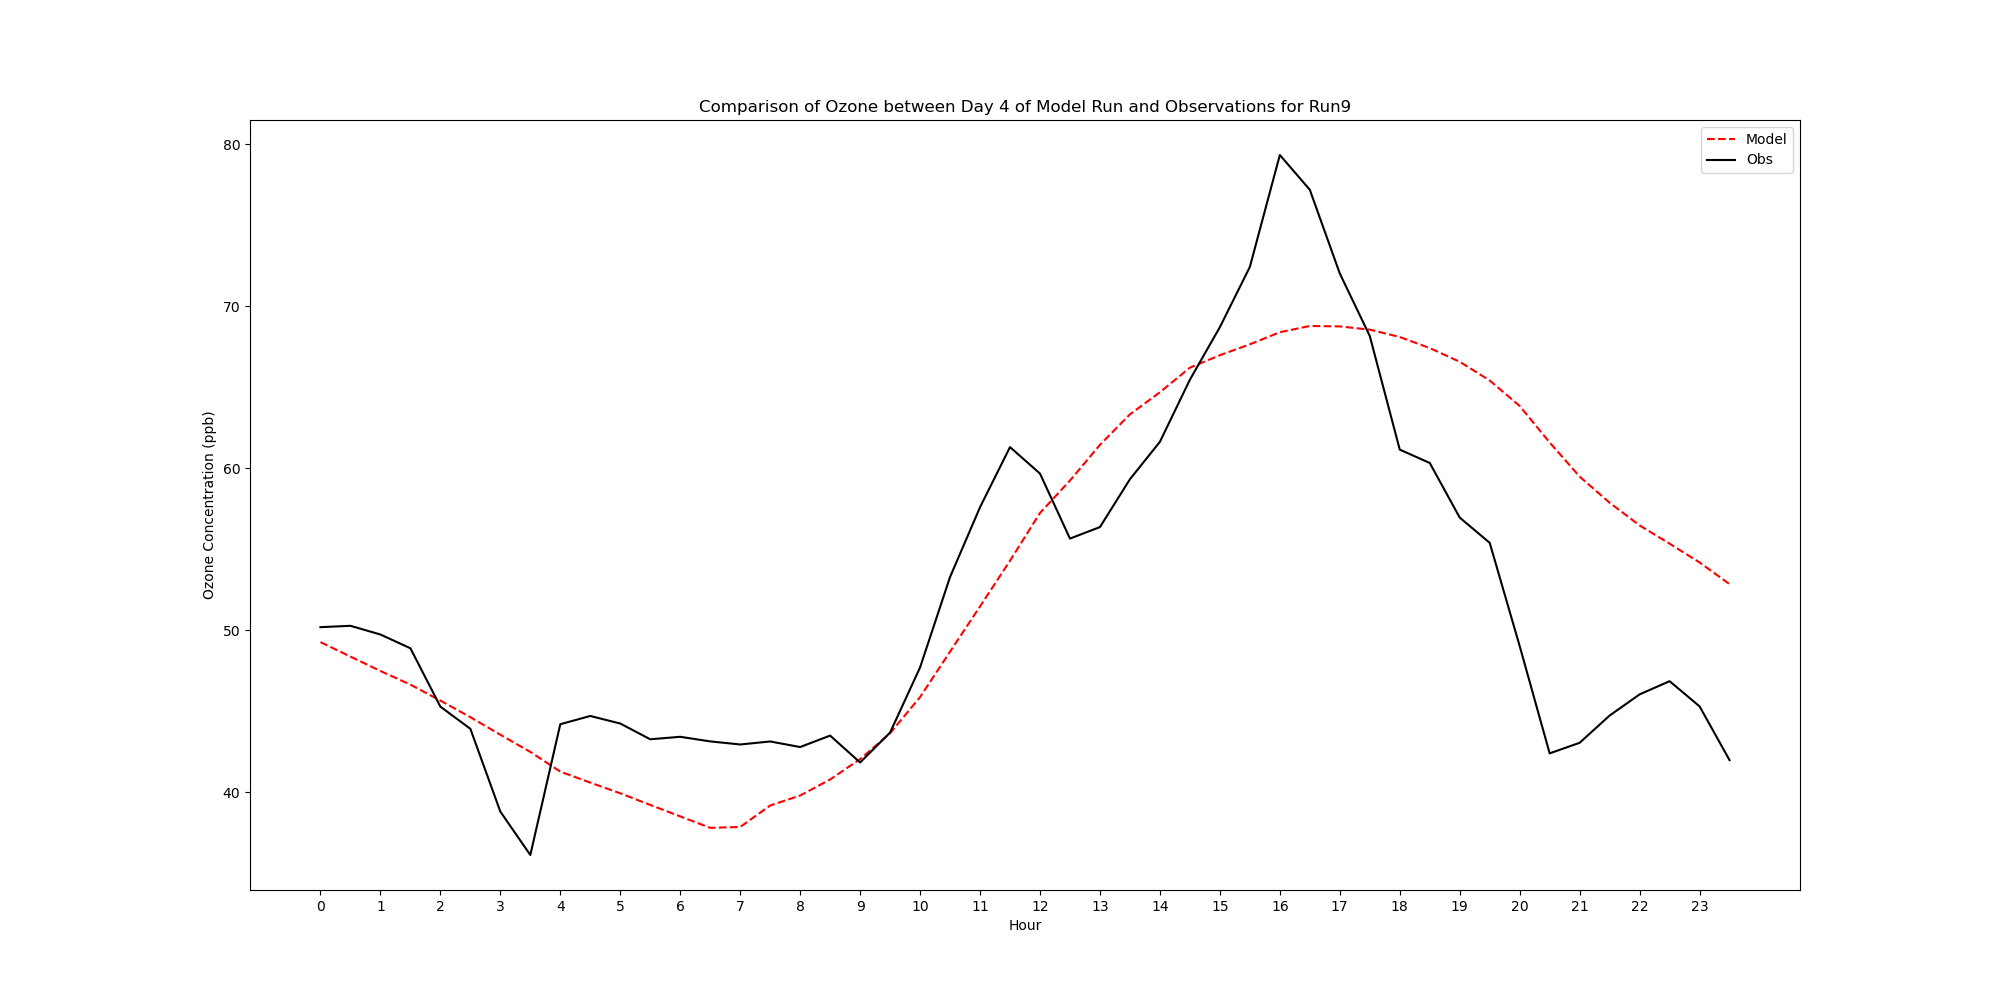 Comparison of Ozone between Day 4 of Model Run and Observations for Run9
Model
Obs
80
70
60
50
40
Ozone Concentration (ppb)
0 1 2 3 4 5 6 7 8 9 10 11 12 13 14 15 16 17 18 19 20 21 22 23
Hour